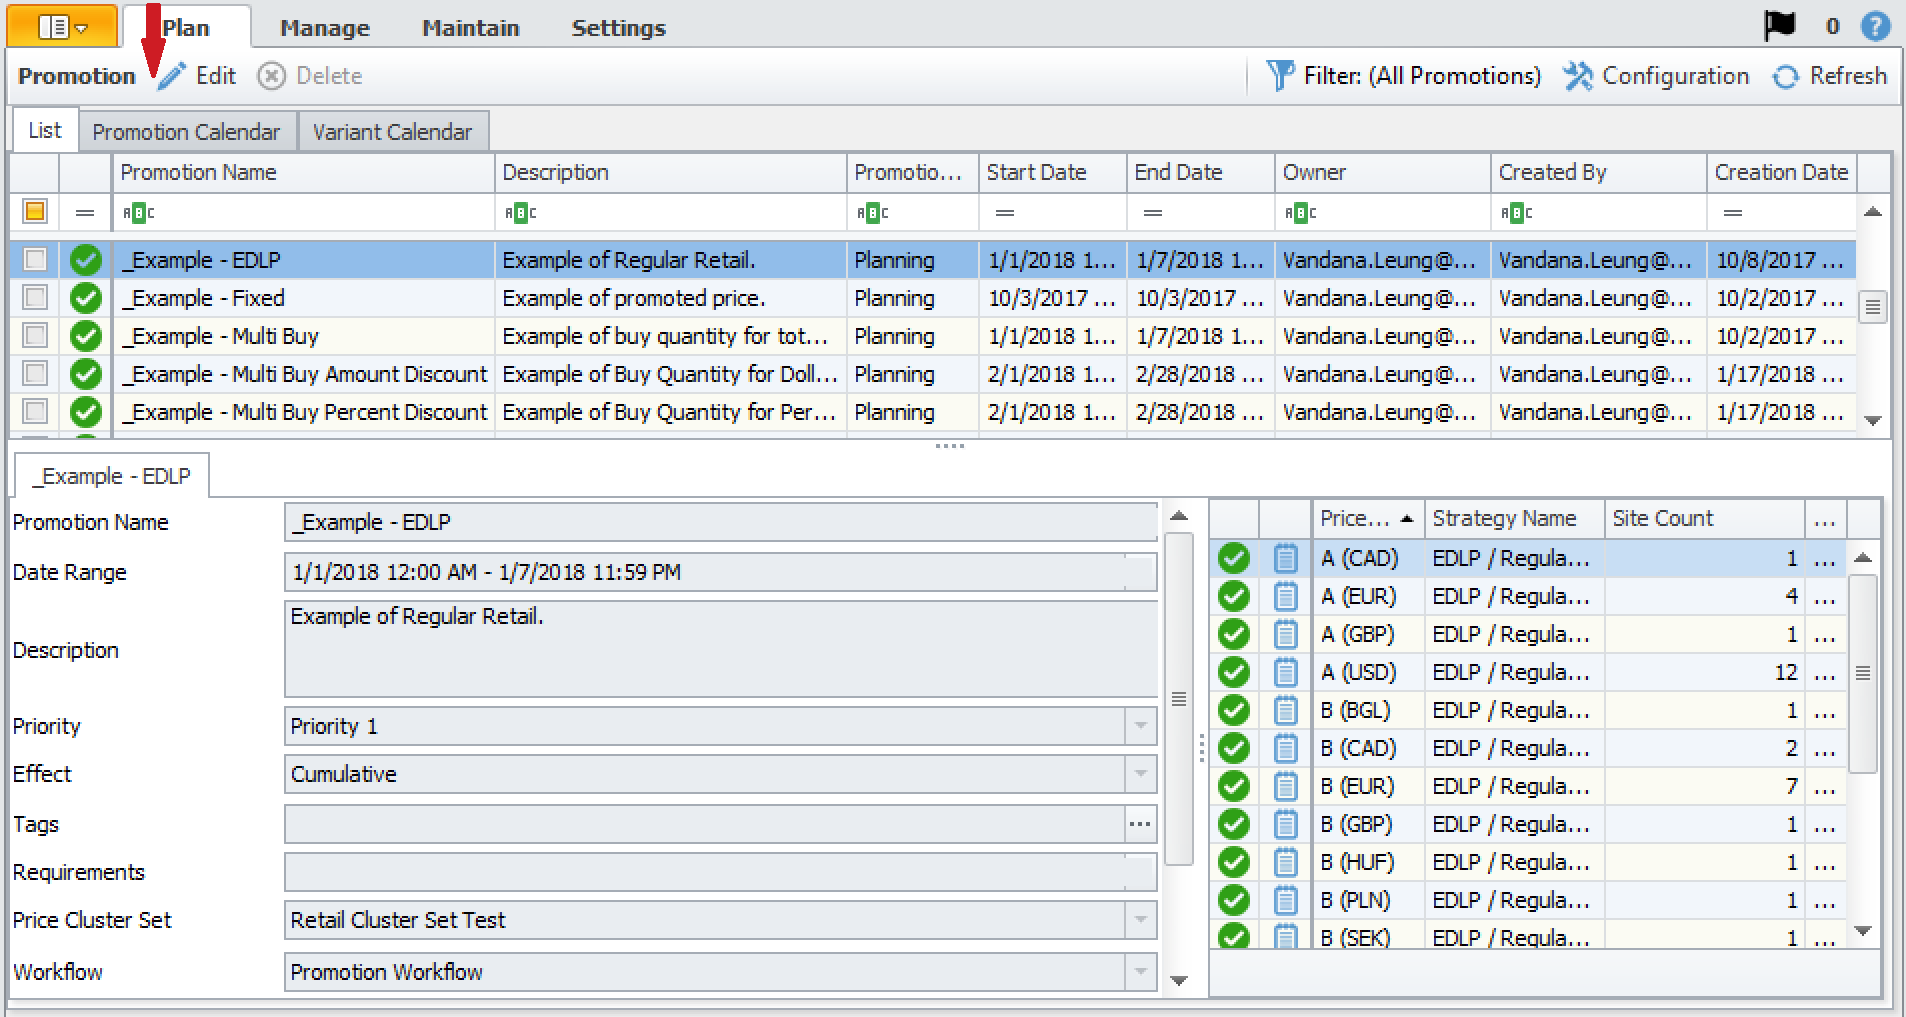 Plan Manage Maintain Settings 0 ?
Promotion Edit Delete Filter: (All Promotions) Configuration Refresh
List Promotion Calendar Variant Calendar
Promotion Name Description Promotio... Start Date End Date Owner Created By Creation Date
= ABC ABC ABC = = ABC ABC =
_Example - EDLP Example of Regular Retail. Planning 1/1/2018 1... 1/7/2018 1... Vandana.Leung@... Vandana.Leung@... 10/8/2017 ...
_Example - Fixed Example of promoted price. Planning 10/3/2017 ... 10/3/2017 ... Vandana.Leung@... Vandana.Leung@... 10/2/2017 ...
_Example - Multi Buy Example of buy quantity for tot... Planning 1/1/2018 1... 1/7/2018 1... Vandana.Leung@... Vandana.Leung@... 10/2/2017 ...
_Example - Multi Buy Amount Discount Example of Buy Quantity for Doll... Planning 2/1/2018 1... 2/28/2018 ... Vandana.Leung@... Vandana.Leung@... 1/17/2018 ...
_Example - Multi Buy Percent Discount Example of Buy Quantity for Per... Planning 2/1/2018 1... 2/28/2018 ... Vandana.Leung@... Vandana.Leung@... 1/17/2018 ...
_Example - EDLP
Promotion Name _Example - EDLP
Date Range 1/1/2018 12:00 AM - 1/7/2018 11:59 PM
Description Example of Regular Retail.
Priority Priority 1
Effect Cumulative
Tags ...
Requirements
Price Cluster Set Retail Cluster Set Test
Workflow Promotion Workflow
Price... Strategy Name Site Count ...
A (CAD) EDLP / Regula... 1 ...
A (EUR) EDLP / Regula... 4 ...
A (GBP) EDLP / Regula... 1 ...
A (USD) EDLP / Regula... 12 ...
B (BGL) EDLP / Regula... 1 ...
B (CAD) EDLP / Regula... 2 ...
B (EUR) EDLP / Regula... 7 ...
B (GBP) EDLP / Regula... 1 ...
B (HUF) EDLP / Regula... 1 ...
B (PLN) EDLP / Regula... 1 ...
B (SEK) EDLP / Regula... 1 ...